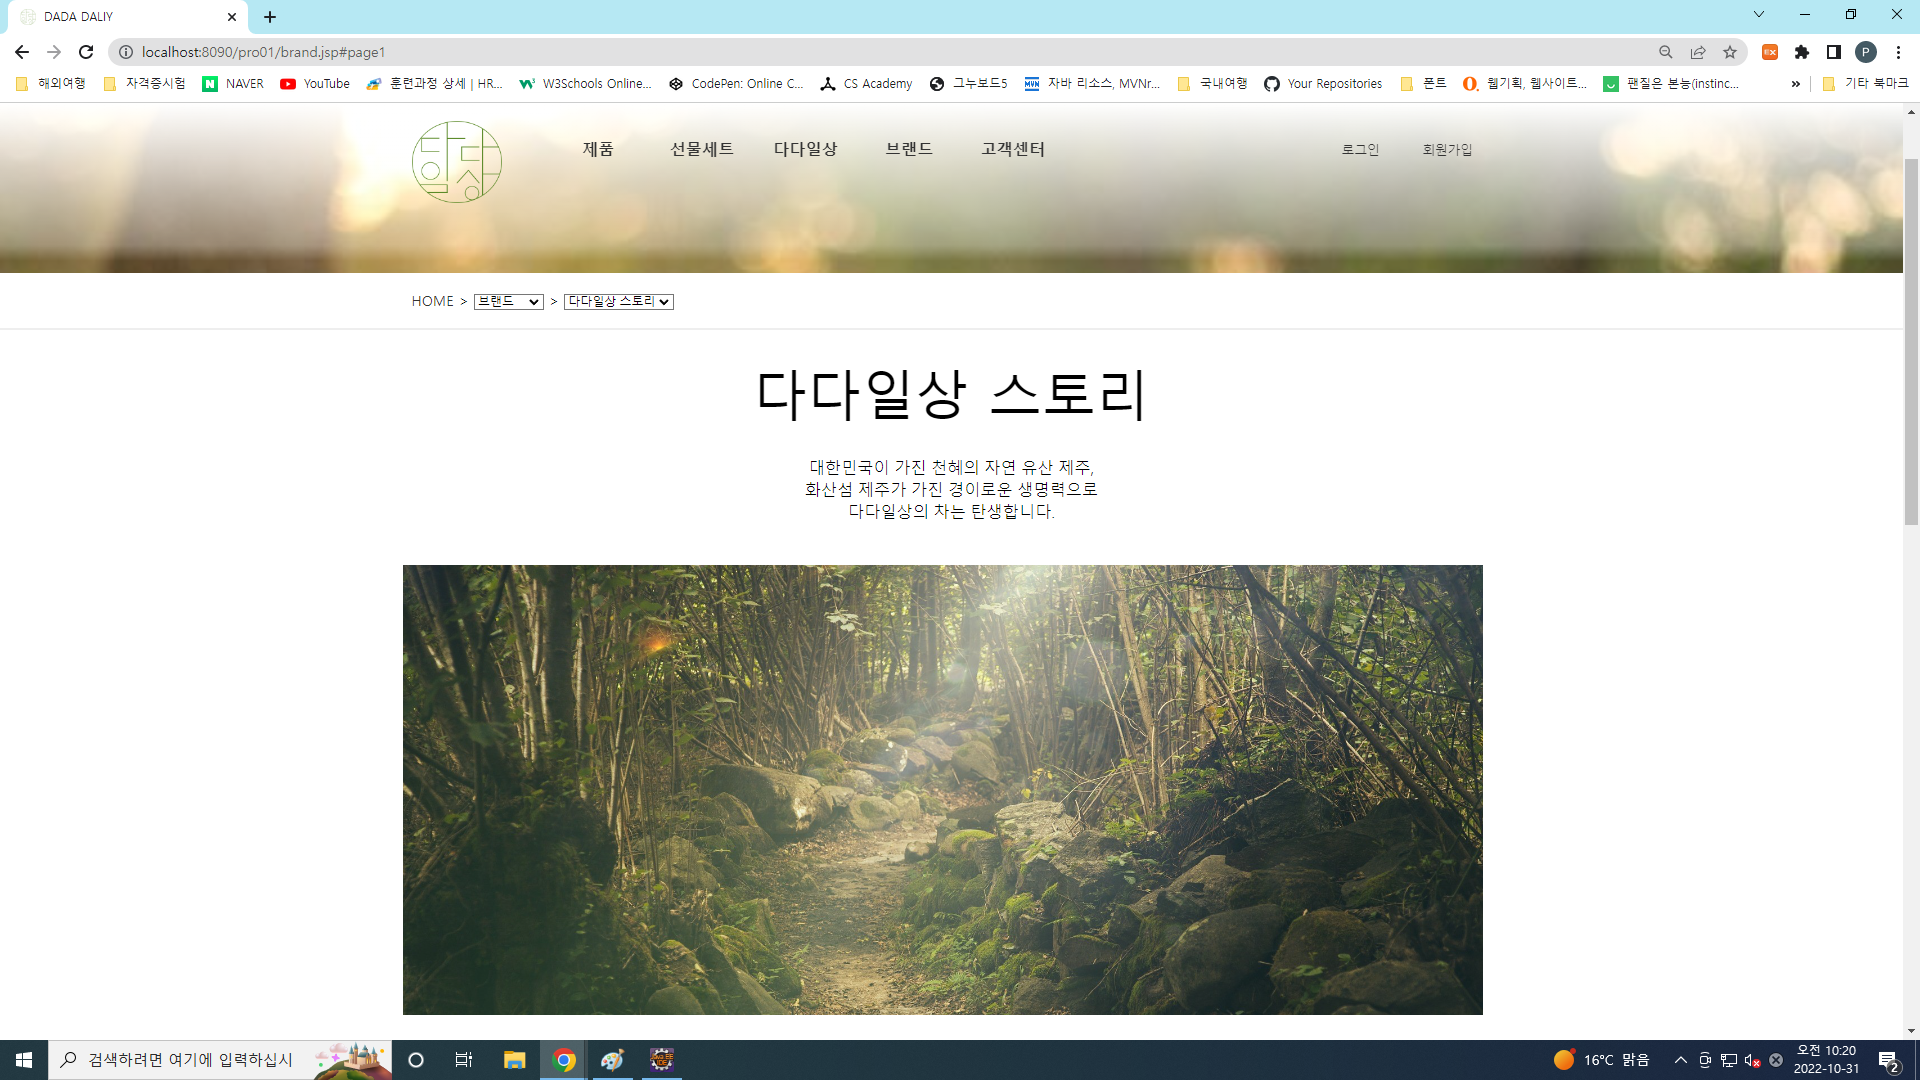 DADA DALIY
localhost:8090/pro01/brand.jsp#page1
EX
P
해외여행
자격증시험
N
NAVER
YouTube
훈련과정 상세 | HR...
W3Schools Online...
CodePen: Online C...
CS Academy
그누보드5
MVN
자바 리소스, MVNr...
국내여행
Your Repositories
폰트
웹기획, 웹사이트...
팬질은 본능(instinc...
»
기타 북마크
다다일상
제품
선물세트
다다일상
브랜드
고객센터
로그인
회원가입
HOME > 브랜드 > 다다일상 스토리
다다일상 스토리
대한민국이 가진 천혜의 자연 유산 제주,
화산섬 제주가 가진 경이로운 생명력으로
다다일상의 차는 탄생합니다.
검색하려면 여기에 입력하십시
16°C 맑음
오전 10:20
2022-10-31
2